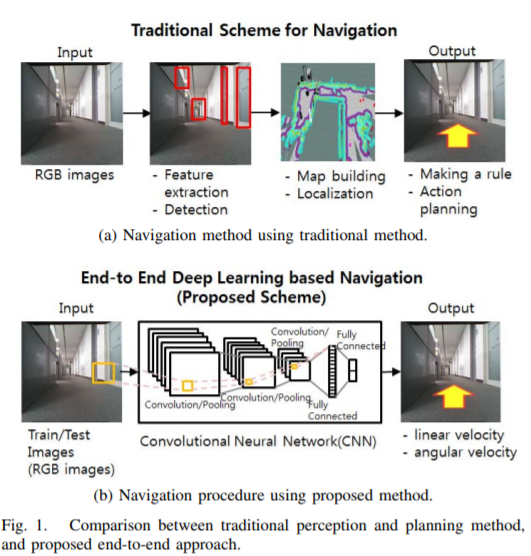 Traditional Scheme for Navigation
Input
Output
RGB images
- Feature
extraction
- Detection
- Map building
- Localization
- Making a rule
- Action
planning
(a) Navigation method using traditional method.
End-to End Deep Learning based Navigation
(Proposed Scheme)
Input
Output
Convolution/
Pooling
Fully
Connected
Convolution/Pooling
Convolution/Pooling
Fully
Connected
Train/Test
Images
(RGB images)
Convolutional Neural Network(CNN)
- linear velocity
- angular velocity
(b) Navigation procedure using proposed method.
Fig. 1. Comparison between traditional perception and planning method,
and proposed end-to-end approach.